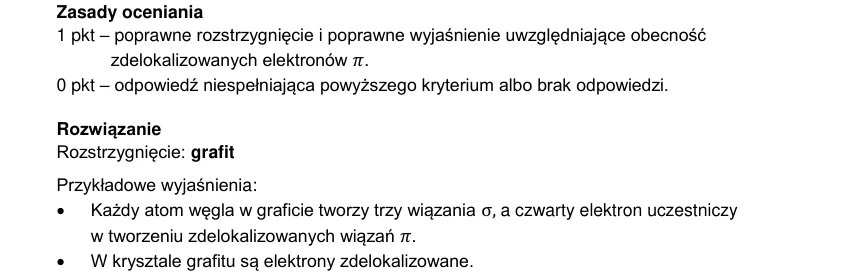 Zasady oceniania
1 pkt – poprawne rozstrzygnięcie i poprawne wyjaśnienie uwzględniające obecność
zdelokalizowanych elektronów π.
0 pkt – odpowiedź niespełniająca powyższego kryterium albo brak odpowiedzi.
Rozwiązanie
Rozstrzygnięcie: grafit
Przykładowe wyjaśnienia:
• Każdy atom węgla w graficie tworzy trzy wiązania σ, a czwarty elektron uczestniczy
w tworzeniu zdelokalizowanych wiązań π.
• W krysztale grafitu są elektrony zdelokalizowane.